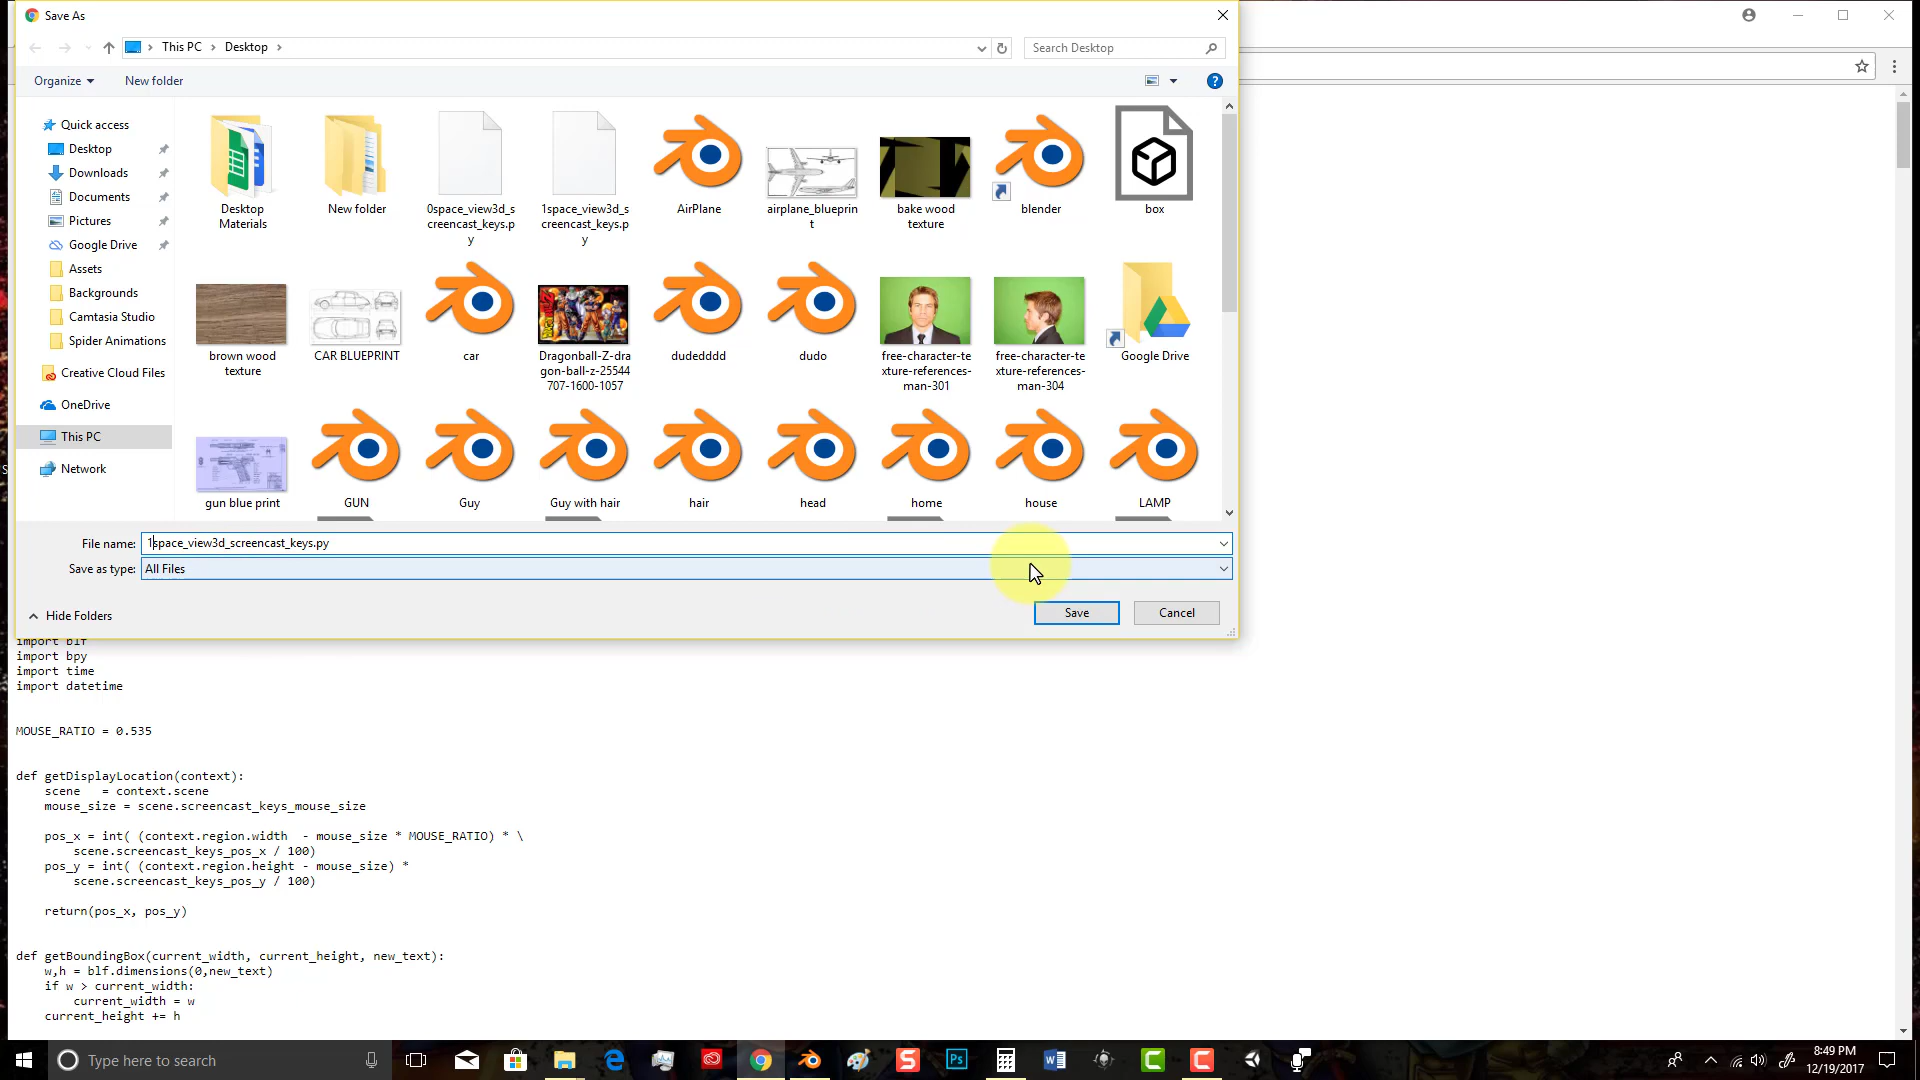 Save As
This PC
Desktop
Search Desktop
Organize
New folder
Quick access
Desktop
Downloads
Documents
Pictures
Google Drive
Assets
Backgrounds
Camtasia Studio
Spider Animations
Creative Cloud Files
OneDrive
This PC
Network
Desktop
Materials
New folder
0space_view3d_s
creencast_keys.p
y
1space_view3d_s
creencast_keys.p
y
AirPlane
airplane_blueprin
t
bake wood
texture
blender
box
brown wood
texture
CAR BLUEPRINT
car
Dragonball-Z-dra
gon-ball-z-25544
707-1600-1057
dudedddd
dudo
free-character-te
xture-references-
man-301
free-character-te
xture-references-
man-304
Google Drive
gun blue print
GUN
Guy
Guy with hair
hair
head
home
house
LAMP
File name: 1space_view3d_screencast_keys.py
Save as type: All Files
Hide Folders
Save
Cancel
import blf
import bpy
import time
import datetime
MOUSE_RATIO = 0.535
def getDisplayLocation(context):
scene   = context.scene
mouse_size = scene.screencast_keys_mouse_size
pos_x = int( (context.region.width  - mouse_size * MOUSE_RATIO) * \
scene.screencast_keys_pos_x / 100)
pos_y = int( (context.region.height - mouse_size) *
scene.screencast_keys_pos_y / 100)
return(pos_x, pos_y)
def getBoundingBox(current_width, current_height, new_text):
w,h = blf.dimensions(0,new_text)
if w > current_width:
current_width = w
current_height += h
Type here to search
8:49 PM
12/19/2017